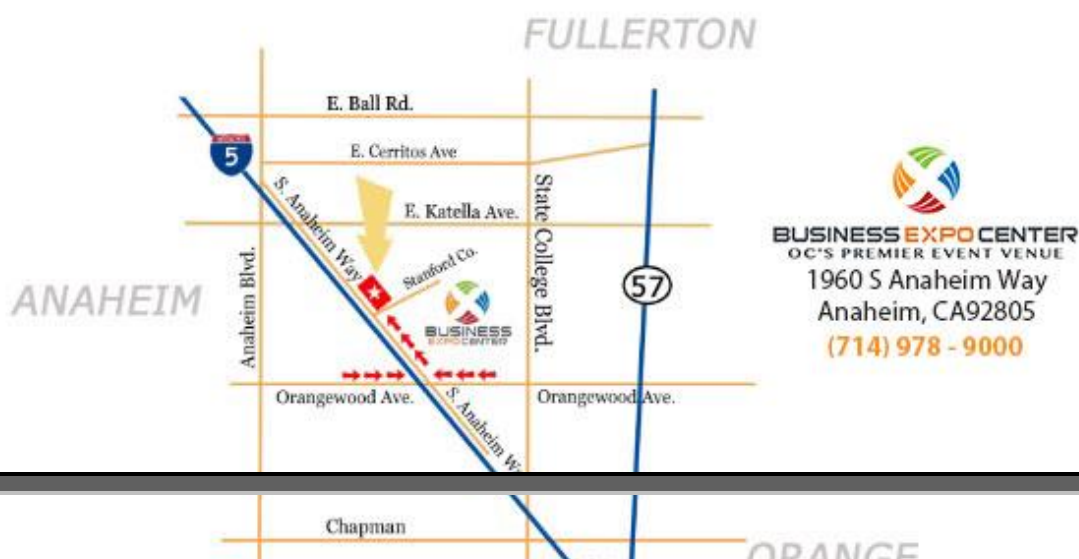 FULLERTON
E. Ball Rd.
5
E. Cerritos Ave
S. Anaheim Way
E. Katella Ave.
State College Blvd.
BUSINESS EXPO CENTER
OC'S PREMIER EVENT VENUE
1960 S Anaheim Way
Anaheim, CA92805
(714) 978 - 9000
Anaheim Blvd.
Stanford Co.
57
ANAHEIM
BUSINESS
EXPO CENTER
Orangewood Ave.
S. Anaheim W
Orangewood Ave.
Chapman
ORANGE